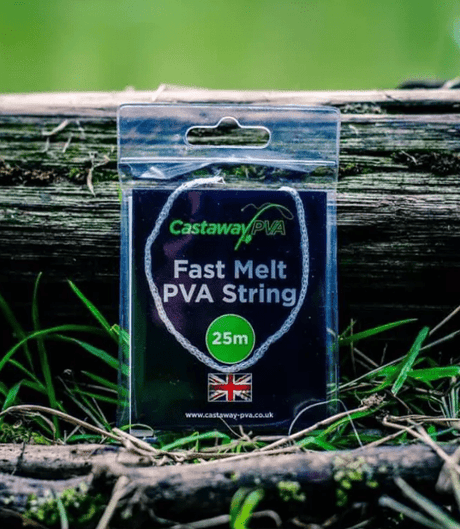 CastawayPVA
Fast Melt
PVA String
25m
www.castaway-pva.co.uk